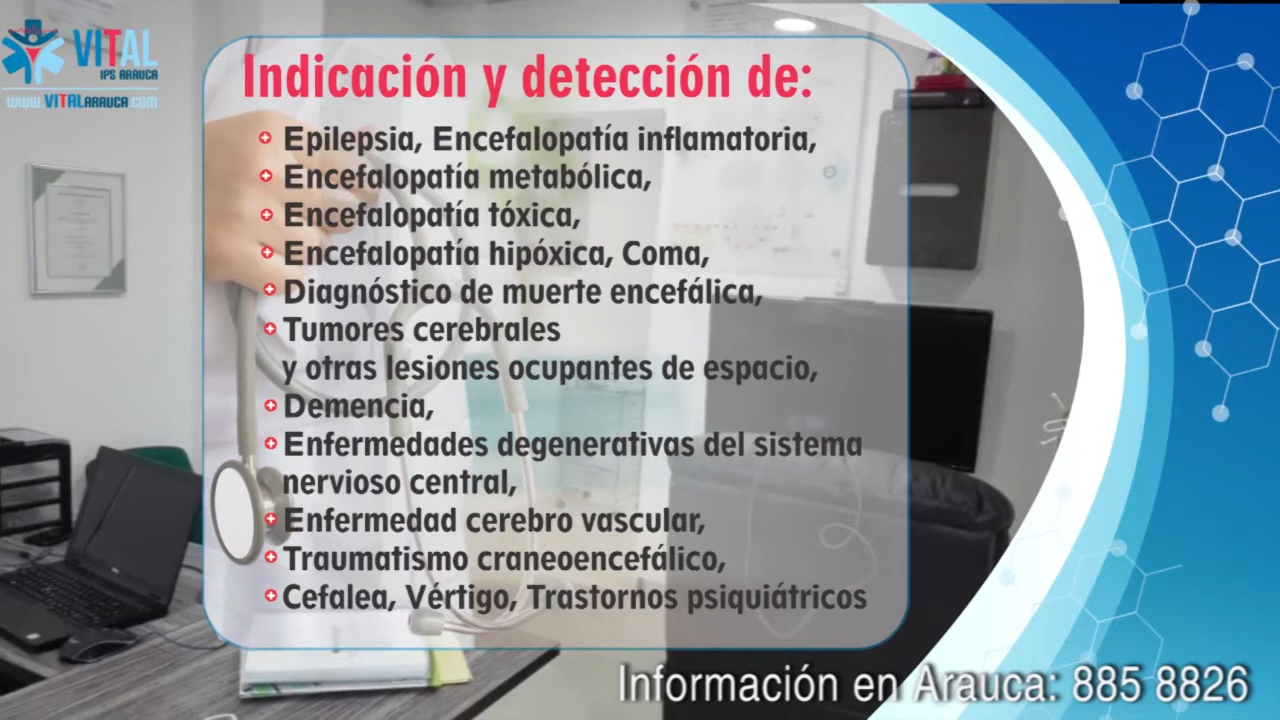 VITAL
IPS ARAUCA
www.VITALARAUCA.com
Indicación y detección de:
Epilepsia, Encefalopatía inflamatoria,
Encefalopatía metabólica,
Encefalopatía tóxica,
Encefalopatía hipóxica, Coma,
Diagnóstico de muerte encefálica,
Tumores cerebrales
y otras lesiones ocupantes de espacio,
Demencia,
Enfermedades degenerativas del sistema
nervioso central,
Enfermedad cerebro vascular,
Traumatismo craneoencefálico,
Cefalea, Vértigo, Trastornos psiquiátricos
Información en Arauca: 885 8826